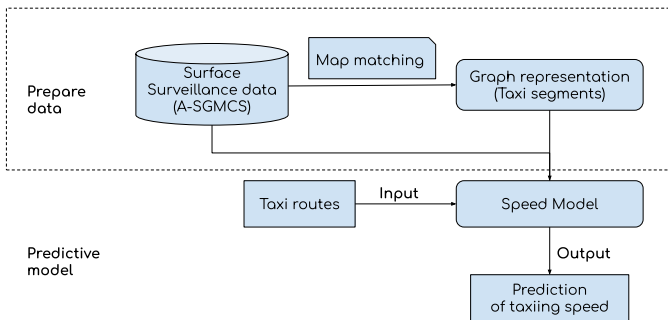 Prepare
data
Surface
Surveillance data
(A-SGMCS)
Map matching
Graph representation
(Taxi segments)
Predictive
model
Taxi routes
Input
Speed Model
Output
Prediction
of taxiing speed